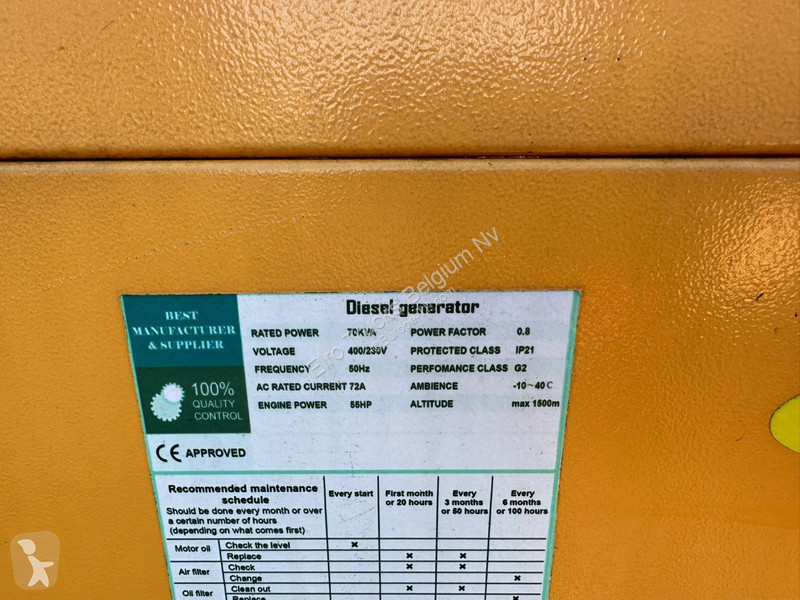 BEST
MANUFACTURER
& SUPPLIER
100%
QUALITY
CONTROL
CE APPROVED
Diesel generator
RATED POWER 70KVA POWER FACTOR 0.8
VOLTAGE 400/230V PROTECTED CLASS IP21
FREQUENCY 50Hz PERFOMANCE CLASS G2
AC RATED CURRENT 72A AMBIENCE -10~40℃
ENGINE POWER 55HP ALTITUDE max 1500m
Recommended maintenance
schedule
Should be done every month or over
a certain number of hours
(depending on what comes first)
Every start
First month
or 20 hours
Every
3 months
or 50 hours
Every
6 months
or 100 hours
Motor oil Check the level ×
Replace × ×
Air filter Check × ×
Change ×
Oil filter Clean out × ×
Replace ×
Belgium Nv